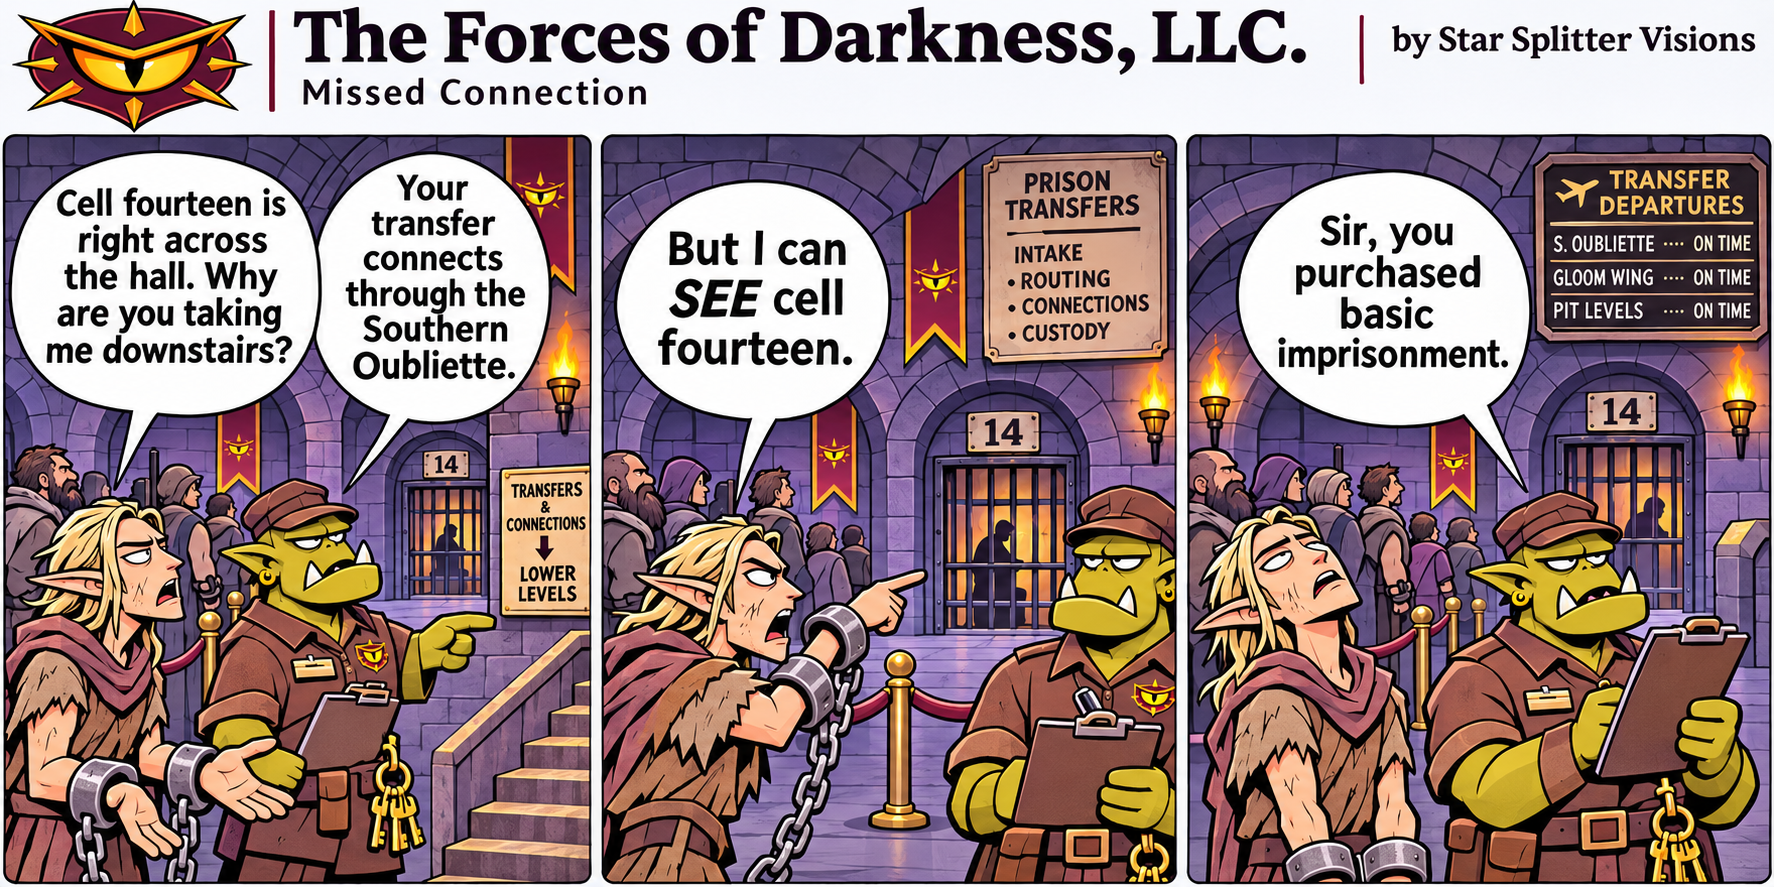 The Forces of Darkness, LLC.
Missed Connection
by Star Splitter Visions
Cell fourteen is
right across
the hall. Why
are you taking
me downstairs?
Your
transfer
connects
through the
Southern
Oubliette.
14
TRANSFERS
&
CONNECTIONS
LOWER
LEVELS
But I can
SEE cell
fourteen.
PRISON
TRANSFERS
INTAKE
• ROUTING
• CONNECTIONS
• CUSTODY
14
Sir, you
purchased
basic
imprisonment.
TRANSFER
DEPARTURES
S. OUBLIETTE ···· ON TIME
GLOOM WING ···· ON TIME
PIT LEVELS ···· ON TIME
14